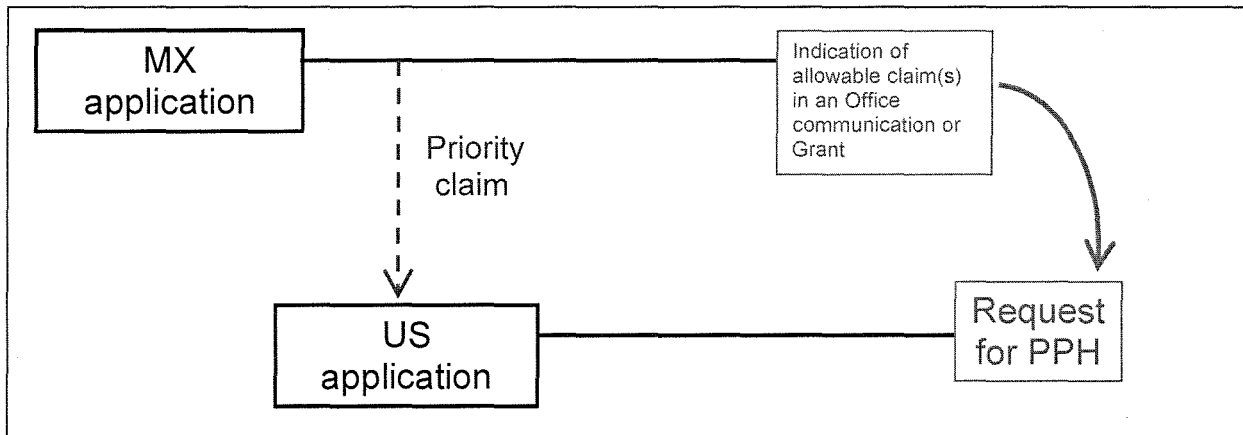 MX
application
Indication of
allowable claim(s)
in an Office
communication or
Grant
Priority
claim
US
application
Request
for PPH